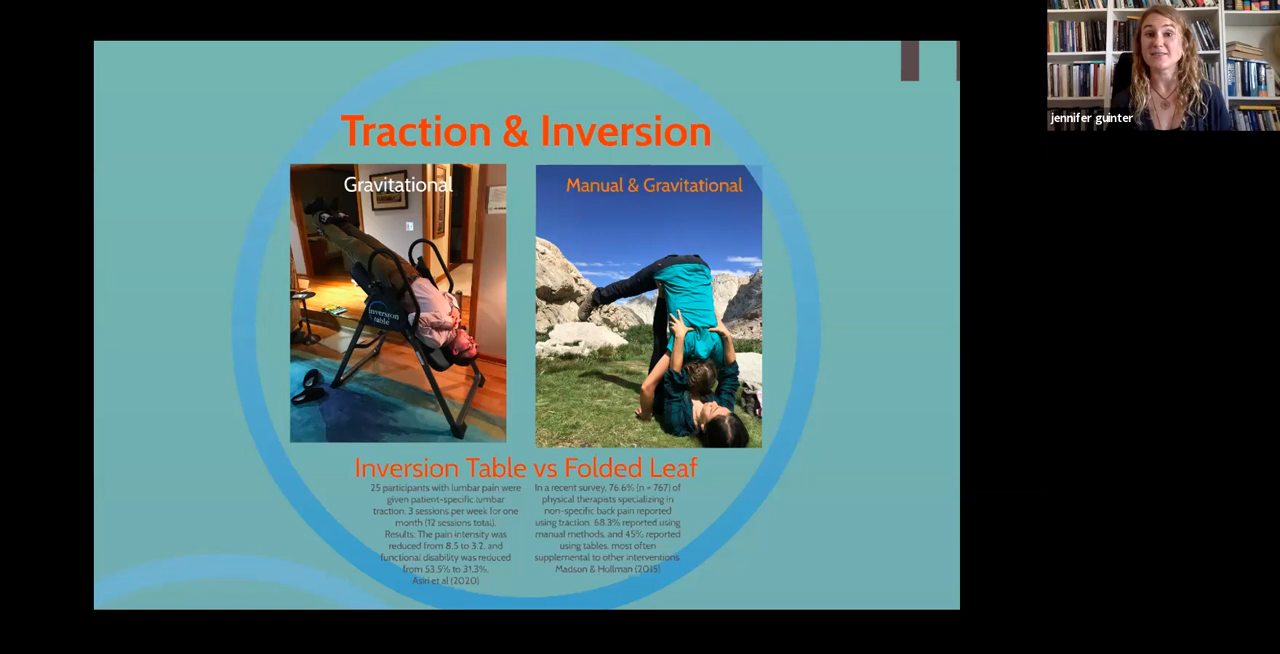 Traction & Inversion
Gravitational
Manual & Gravitational
inversion
table
Inversion Table vs Folded Leaf
25 participants with lumbar pain were
given patient-specific lumbar
traction. 3 sessions per week for one
month (12 sessions total).
Results: The pain intensity was
reduced from 8.5 to 3.2, and
functional disability was reduced
from 53.5% to 31.3%.
Asiri et al (2020)
In a recent survey, 76.6% (n = 767) of
physical therapists specializing in
non-specific back pain reported
using traction. 68.3% reported using
manual methods, and 45% reported
using tables, most often
supplemental to other interventions.
Madson & Hollman (2015)
jennifer guinter